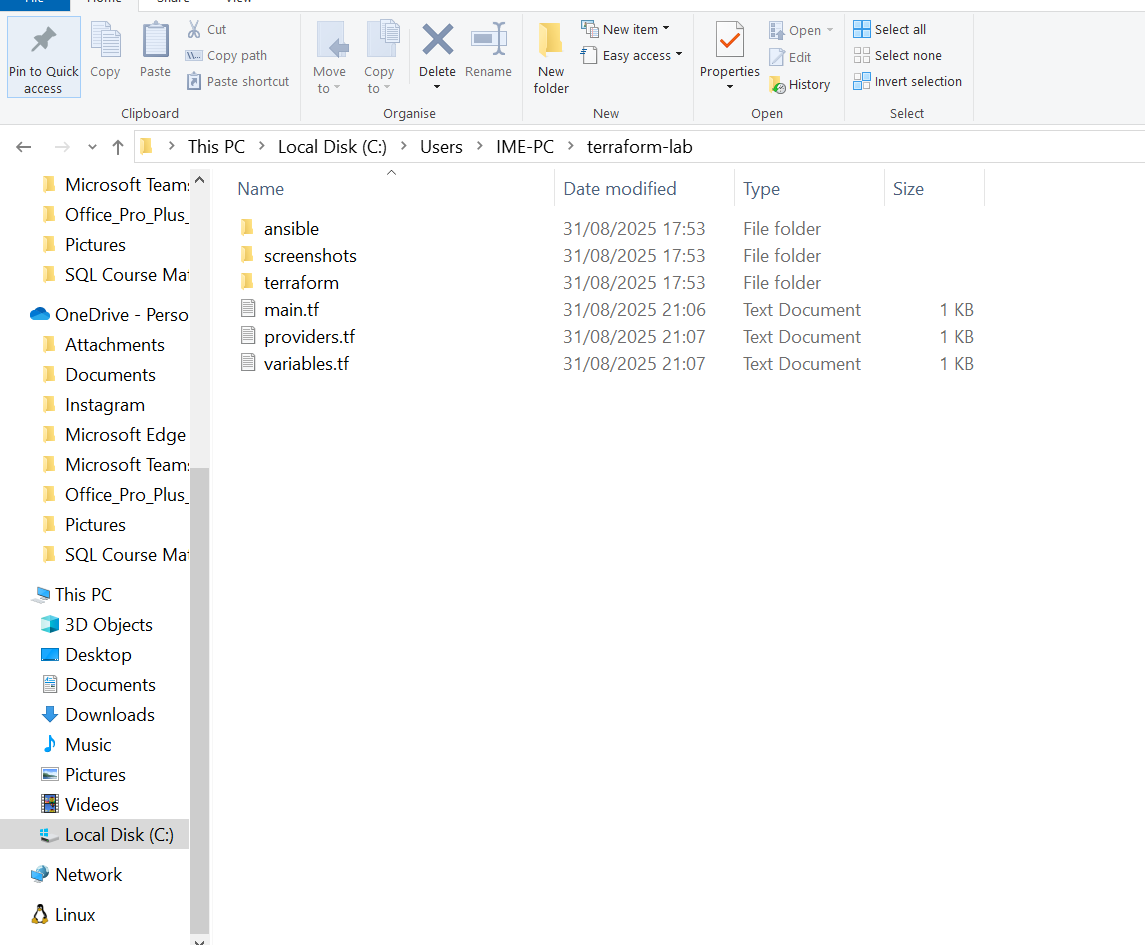 File Home Share View
Pin to Quick access
Copy
Paste
Cut
Copy path
Paste shortcut
Clipboard
Move to
Copy to
Delete
Rename
Organise
New folder
New item
Easy access
New
Properties
Open
Edit
History
Open
Select all
Select none
Invert selection
Select
This PC > Local Disk (C:) > Users > IME-PC > terraform-lab
Microsoft Teams
Office_Pro_Plus_
Pictures
SQL Course Mat
OneDrive - Perso
Attachments
Documents
Instagram
Microsoft Edge
Microsoft Teams
Office_Pro_Plus_
Pictures
SQL Course Mat
This PC
3D Objects
Desktop
Documents
Downloads
Music
Pictures
Videos
Local Disk (C:)
Network
Linux
Name Date modified Type Size
ansible 31/08/2025 17:53 File folder
screenshots 31/08/2025 17:53 File folder
terraform 31/08/2025 17:53 File folder
main.tf 31/08/2025 21:06 Text Document 1 KB
providers.tf 31/08/2025 21:07 Text Document 1 KB
variables.tf 31/08/2025 21:07 Text Document 1 KB